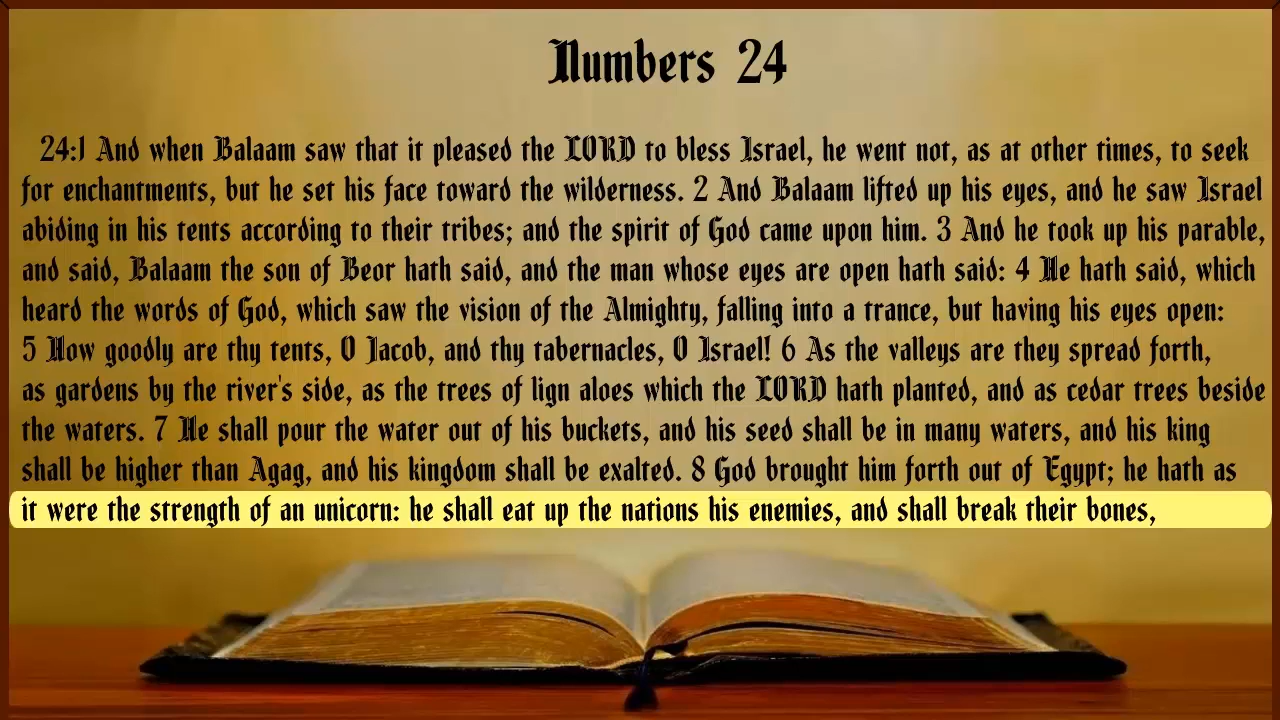 Numbers 24
24:1 And when Balaam saw that it pleased the LORD to bless Israel, he went not, as at other times, to seek
for enchantments, but he set his face toward the wilderness. 2 And Balaam lifted up his eyes, and he saw Israel
abiding in his tents according to their tribes; and the spirit of God came upon him. 3 And he took up his parable,
and said, Balaam the son of Beor hath said, and the man whose eyes are open hath said: 4 He hath said, which
heard the words of God, which saw the vision of the Almighty, falling into a trance, but having his eyes open:
5 How goodly are thy tents, O Jacob, and thy tabernacles, O Israel! 6 As the valleys are they spread forth,
as gardens by the river's side, as the trees of lign aloes which the LORD hath planted, and as cedar trees beside
the waters. 7 He shall pour the water out of his buckets, and his seed shall be in many waters, and his king
shall be higher than Agag, and his kingdom shall be exalted. 8 God brought him forth out of Egypt; he hath as
it were the strength of an unicorn: he shall eat up the nations his enemies, and shall break their bones,